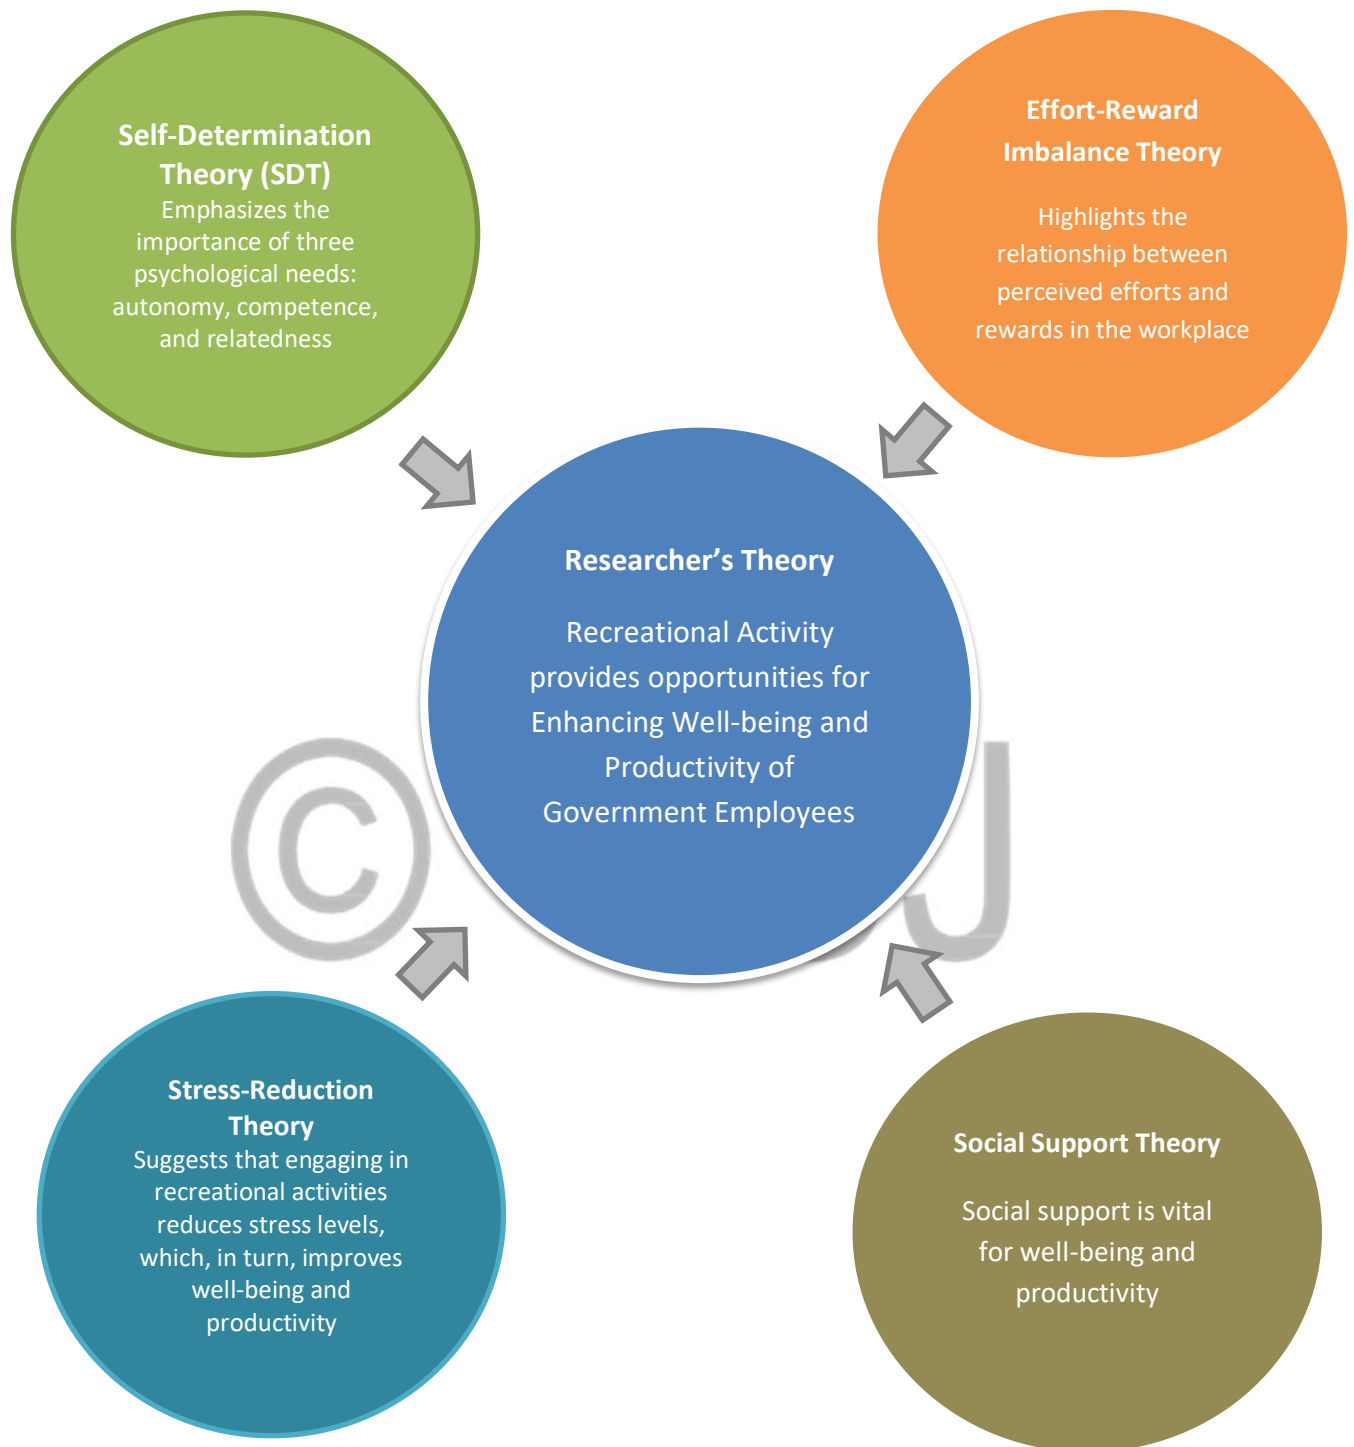 Self-Determination
Theory (SDT)
Emphasizes the
importance of three
psychological needs:
autonomy, competence,
and relatedness
Effort-Reward
Imbalance Theory
Highlights the
relationship between
perceived efforts and
rewards in the workplace
Researcher’s Theory
Recreational Activity
provides opportunities for
Enhancing Well-being and
Productivity of
Government Employees
© J
Stress-Reduction
Theory
Suggests that engaging in
recreational activities
reduces stress levels,
which, in turn, improves
well-being and
productivity
Social Support Theory
Social support is vital
for well-being and
productivity